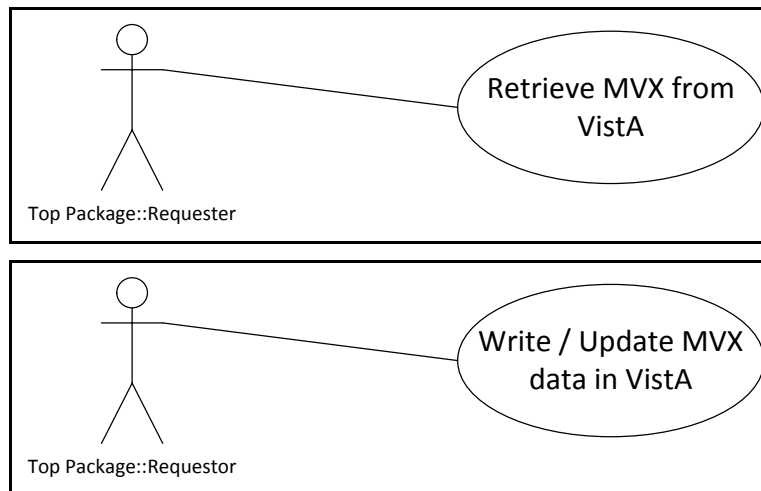 Retrieve MVX from
VistA
Top Package::Requester
Write / Update MVX
data in VistA
Top Package::Requestor